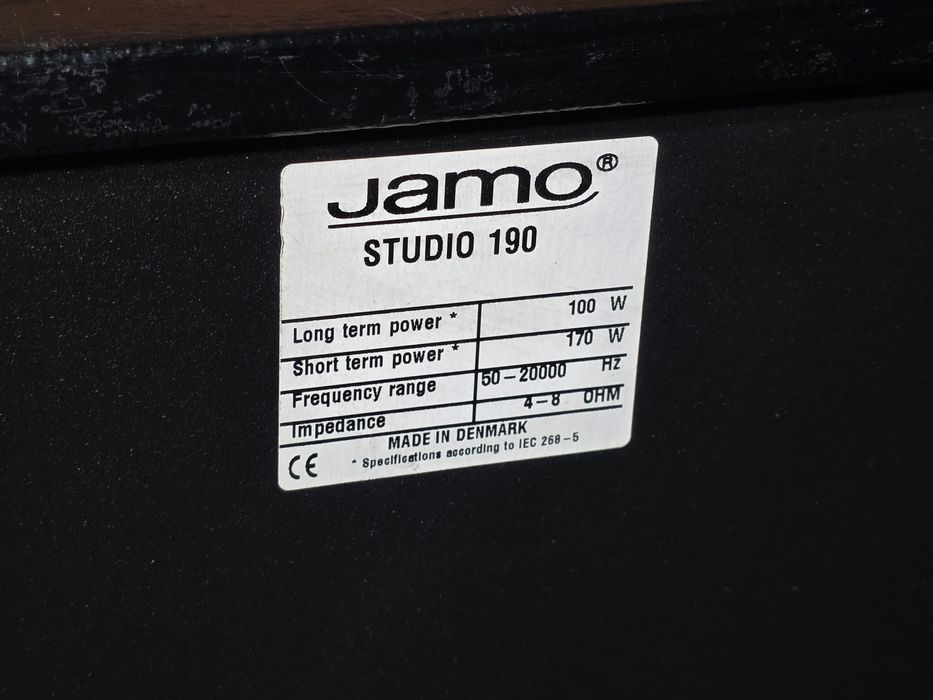 Jamo®
STUDIO 190
Long term power * 100 W
Short term power * 170 W
Frequency range 50–20000 Hz
Impedance 4–8 OHM
MADE IN DENMARK
CE * Specifications according to IEC 268–5